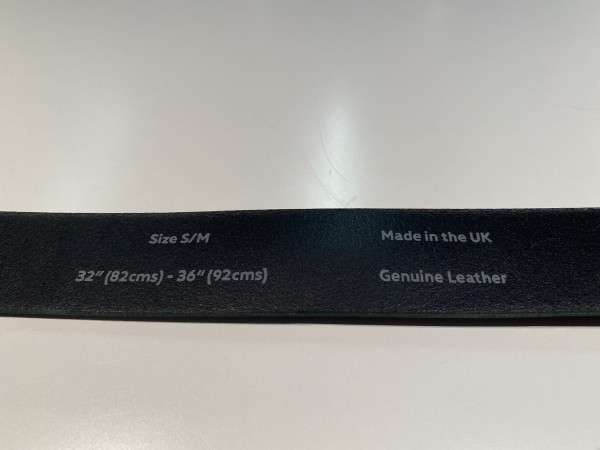 Size S/M
32" (82cms) - 36" (92cms)
Made in the UK
Genuine Leather